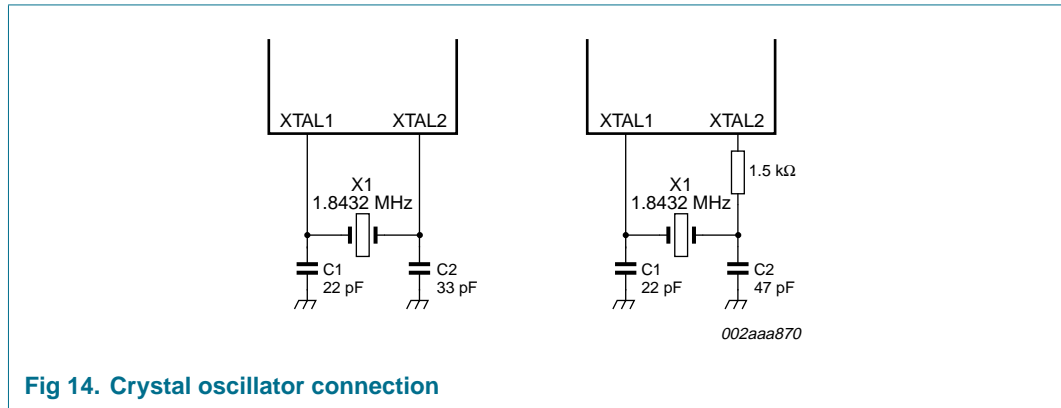 XTAL1 XTAL2
X1
1.8432 MHz
C1
22 pF
C2
33 pF
XTAL1 XTAL2
1.5 kΩ
X1
1.8432 MHz
C1
22 pF
C2
47 pF
002aaa870
Fig 14. Crystal oscillator connection